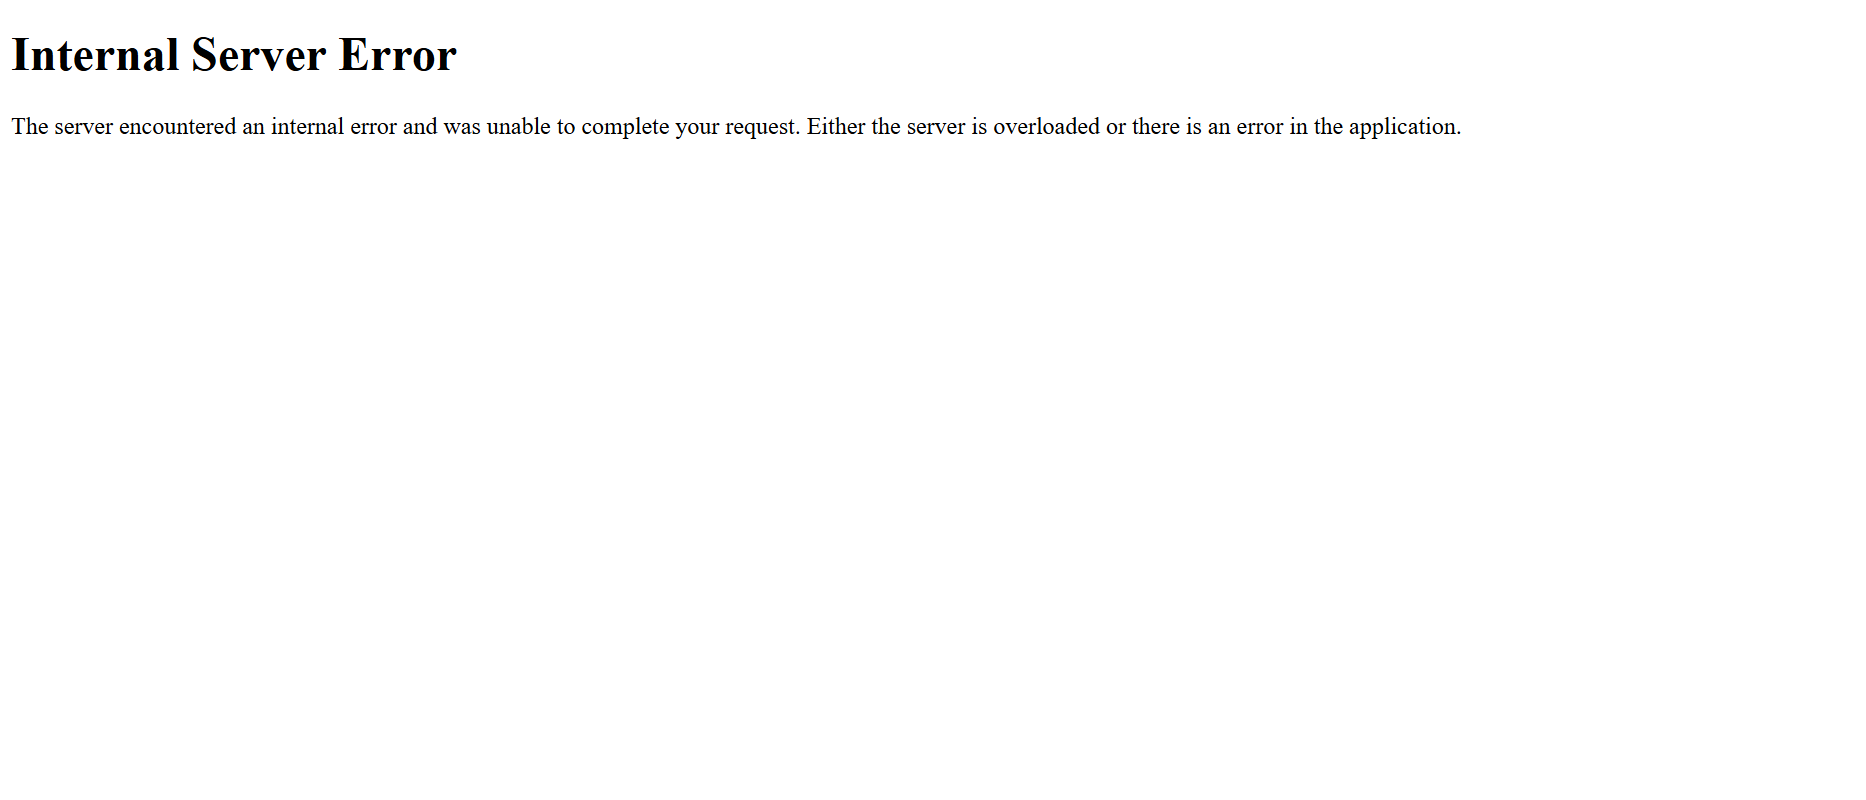 Internal Server Error
The server encountered an internal error and was unable to complete your request. Either the server is overloaded or there is an error in the application.